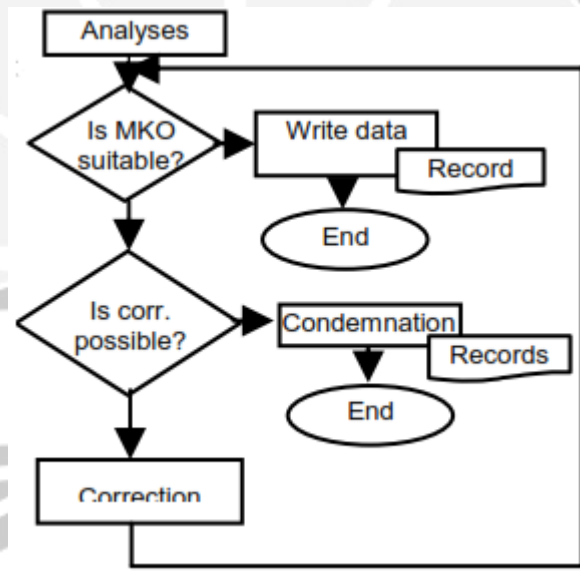 Analyses
Is MKO
suitable?
Write data
Record
End
Is corr.
possible?
Condemnation
Records
End
Correction